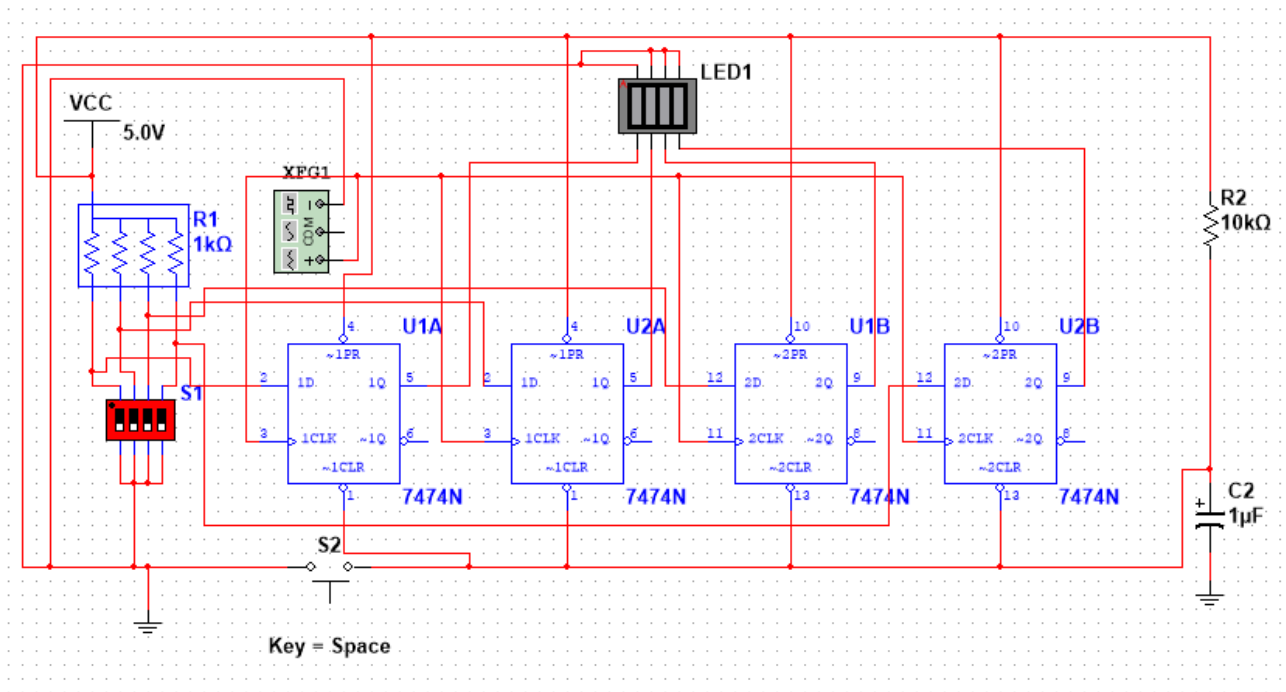 LED1
VCC
5.0V
XFG1
R1
1kΩ
COM
R2
10kΩ
4 U1A
4 U2A
10 U1B
10 U2B
~1PR
~1PR
~2PR
~2PR
2 1D 1Q 5
2 1D 1Q 5
12 2D 2Q 9
12 2D 2Q 9
S1
3 1CLK ~1Q 6
3 1CLK ~1Q 6
11 2CLK ~2Q 8
11 2CLK ~2Q 8
~1CLR
~1CLR
~2CLR
~2CLR
1 7474N
1 7474N
13 7474N
13 7474N
C2
+
1µF
S2
Key = Space